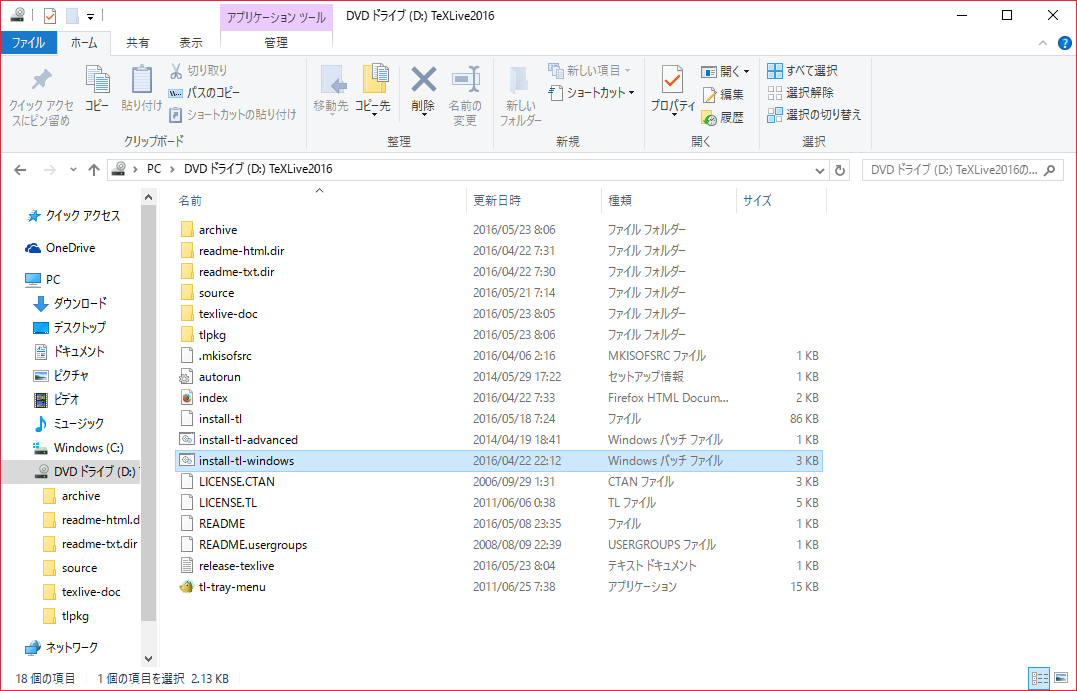 アプリケーション ツール
DVD ドライブ (D:) TeXLive2016
ファイル
ホーム
共有
表示
管理
クイック アクセ
スにピン留め
コピー
貼り付け
切り取り
パスのコピー
ショートカットの貼り付け
クリップボード
移動先
コピー先
削除
名前の
変更
整理
新しい
フォルダー
新しい項目
ショートカット
新規
プロパティ
開く
編集
履歴
開く
すべて選択
選択解除
選択の切り替え
選択
PC
DVD ドライブ (D:) TeXLive2016
DVD ドライブ (D:) TeXLive2016の...
クイック アクセス
OneDrive
PC
ダウンロード
デスクトップ
ドキュメント
ピクチャ
ビデオ
ミュージック
Windows (C:)
DVD ドライブ (D:)
archive
readme-html.d
readme-txt.dir
source
texlive-doc
tlpkg
ネットワーク
名前 更新日時 種類 サイズ
archive 2016/05/23 8:06 ファイル フォルダー
readme-html.dir 2016/04/22 7:31 ファイル フォルダー
readme-txt.dir 2016/04/22 7:30 ファイル フォルダー
source 2016/05/21 7:14 ファイル フォルダー
texlive-doc 2016/05/23 8:05 ファイル フォルダー
tlpkg 2016/05/23 8:06 ファイル フォルダー
.mkisofsrc 2016/04/06 2:16 MKISOFSRC ファイル 1 KB
autorun 2014/05/29 17:22 セットアップ情報 1 KB
index 2016/04/22 7:33 Firefox HTML Docum... 2 KB
install-tl 2016/05/18 7:24 ファイル 86 KB
install-tl-advanced 2014/04/19 18:41 Windows バッチ ファイル 1 KB
install-tl-windows 2016/04/22 22:12 Windows バッチ ファイル 3 KB
LICENSE.CTAN 2006/09/29 1:31 CTAN ファイル 3 KB
LICENSE.TL 2011/06/06 0:38 TL ファイル 5 KB
README 2016/05/08 23:35 ファイル 1 KB
README.usergroups 2008/08/09 22:39 USERGROUPS ファイル 1 KB
release-texlive 2016/05/23 8:04 テキスト ドキュメント 1 KB
tl-tray-menu 2011/06/25 7:38 アプリケーション 15 KB
18 個の項目 1 個の項目を選択 2.13 KB